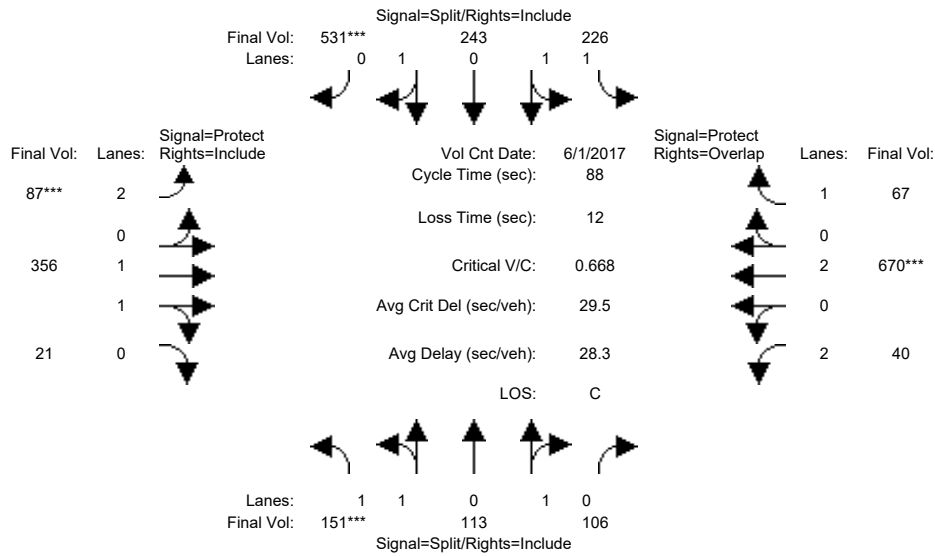 Signal=Split/Rights=Include
Final Vol: 531*** 243 226
Lanes: 0 1 0 1 1
Signal=Protect
Final Vol: Lanes: Rights=Include
Vol Cnt Date: 6/1/2017
Signal=Protect
Rights=Overlap Lanes: Final Vol:
Cycle Time (sec): 88
87*** 2
1 67
Loss Time (sec): 12
0
0
356 1
Critical V/C: 0.668
2 670***
1
Avg Crit Del (sec/veh): 29.5
0
21 0
Avg Delay (sec/veh): 28.3
2 40
LOS: C
Lanes: 1 1 0 1 0
Final Vol: 151*** 113 106
Signal=Split/Rights=Include